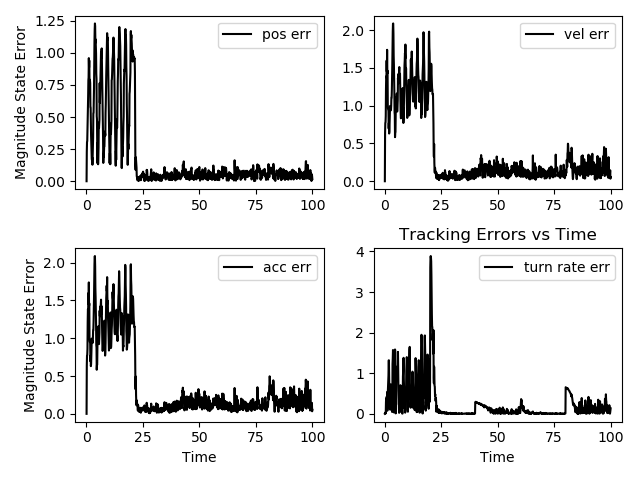 Magnitude State Error
1.25
1.00
0.75
0.50
0.25
0.00
0 25 50 75 100
pos err
2.0
1.5
1.0
0.5
0.0
0 25 50 75 100
vel err
Magnitude State Error
2.0
1.5
1.0
0.5
0.0
0 25 50 75 100
Time
acc err
Tracking Errors vs Time
4
3
2
1
0
0 25 50 75 100
Time
turn rate err